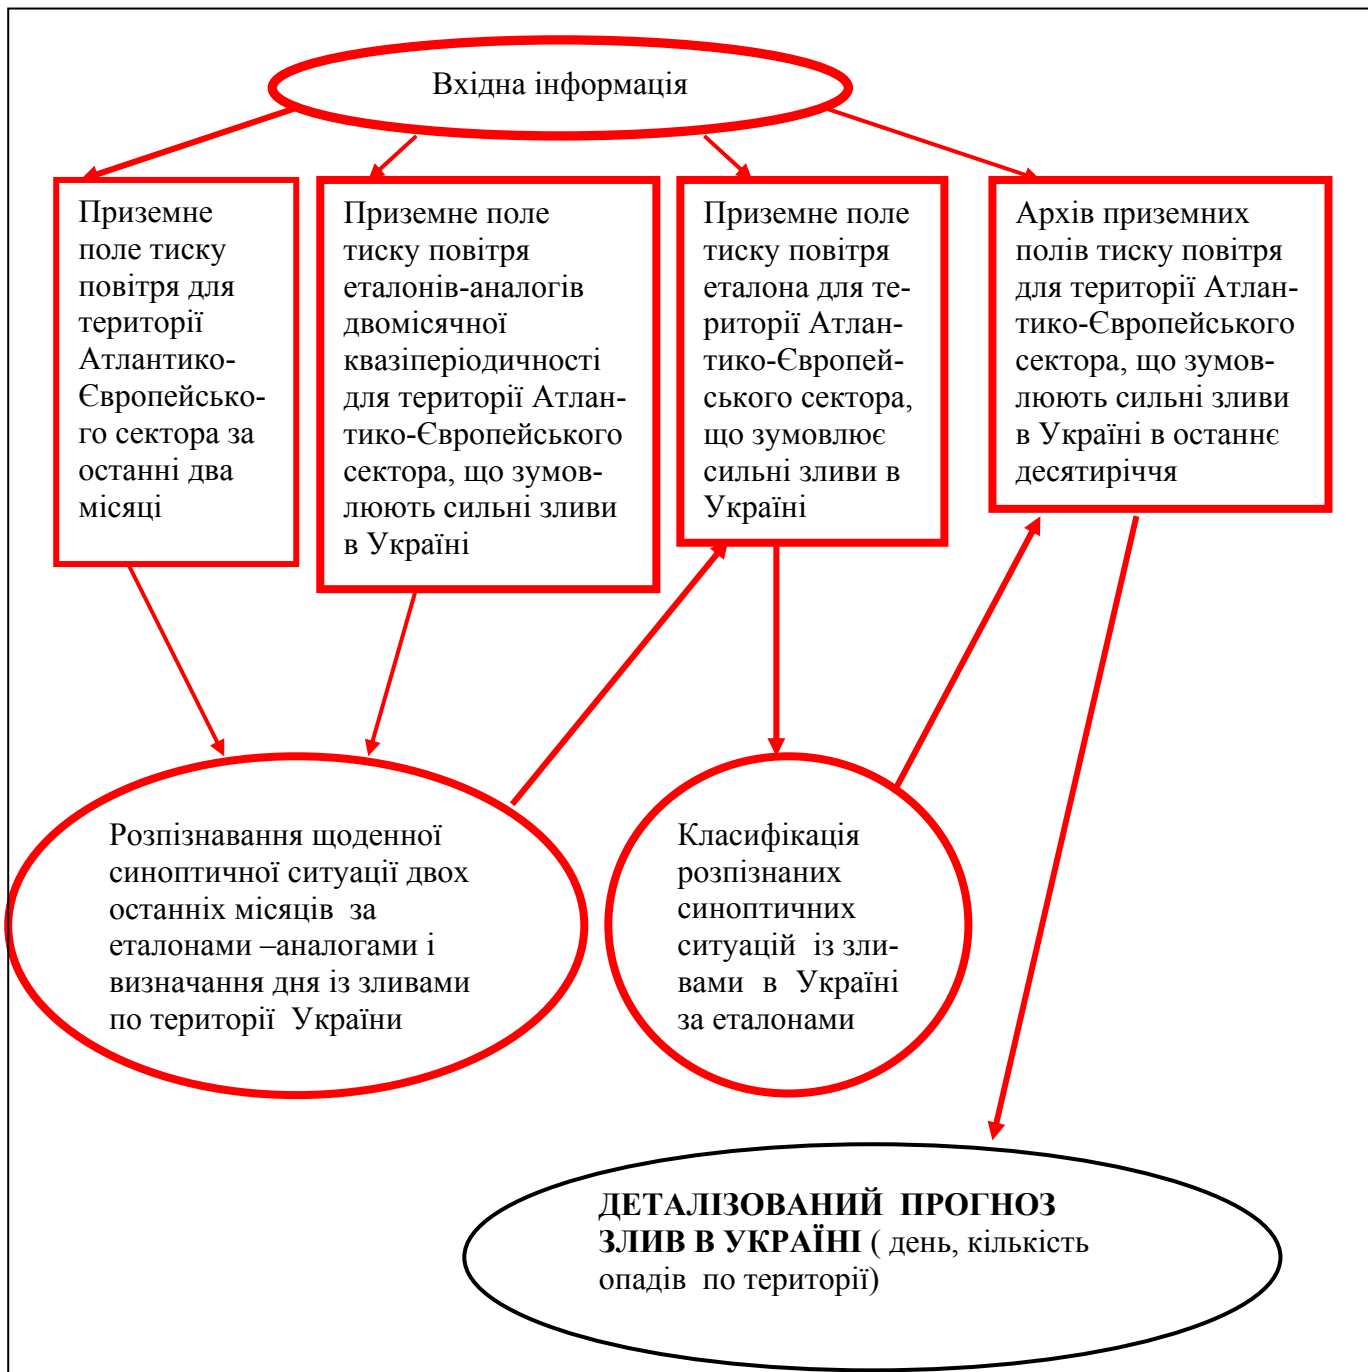 Вхідна інформація
Приземне
поле тиску
повітря для
території
Атлантико-
Європейсько-
го сектора за
останні два
місяці
Приземне поле
тиску повітря
еталонів-аналогів
двомісячної
квазіперіодичності
для території Атлан-
тико-Європейського
сектора, що зумов-
люють сильні зливи
в Україні
Приземне поле
тиску повітря
еталона для те-
риторії Атлан-
тико-Європей-
ського сектора,
що зумовлює
сильні зливи в
Україні
Архів приземних
полів тиску повітря
для території Атлан-
тико-Європейського
сектора, що зумов-
люють сильні зливи
в Україні в останнє
десятиріччя
Розпізнавання щоденної
синоптичної ситуації двох
останніх місяців за
еталонами –аналогами і
визначання дня із зливами
по території України
Класифікація
розпізнаних
синоптичних
ситуацій із зли-
вами в Україні
за еталонами
ДЕТАЛІЗОВАНИЙ ПРОГНОЗ
ЗЛИВ В УКРАЇНІ ( день, кількість
опадів по території)